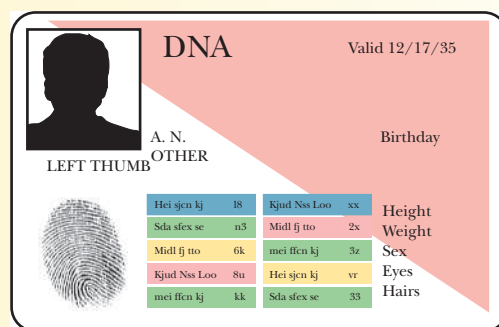 DNA
Valid 12/17/35
A. N.
OTHER
Birthday
LEFT THUMB
Hei sjcn kj l8
Kjud Nss Loo xx
Sda sfex se n3
Midl fj tto 2x
Midl fj tto 6k
mei ffcn kj 3z
Kjud Nss Loo 8u
Hei sjcn kj vr
mei ffcn kj kk
Sda sfex se 33
Height
Weight
Sex
Eyes
Hairs